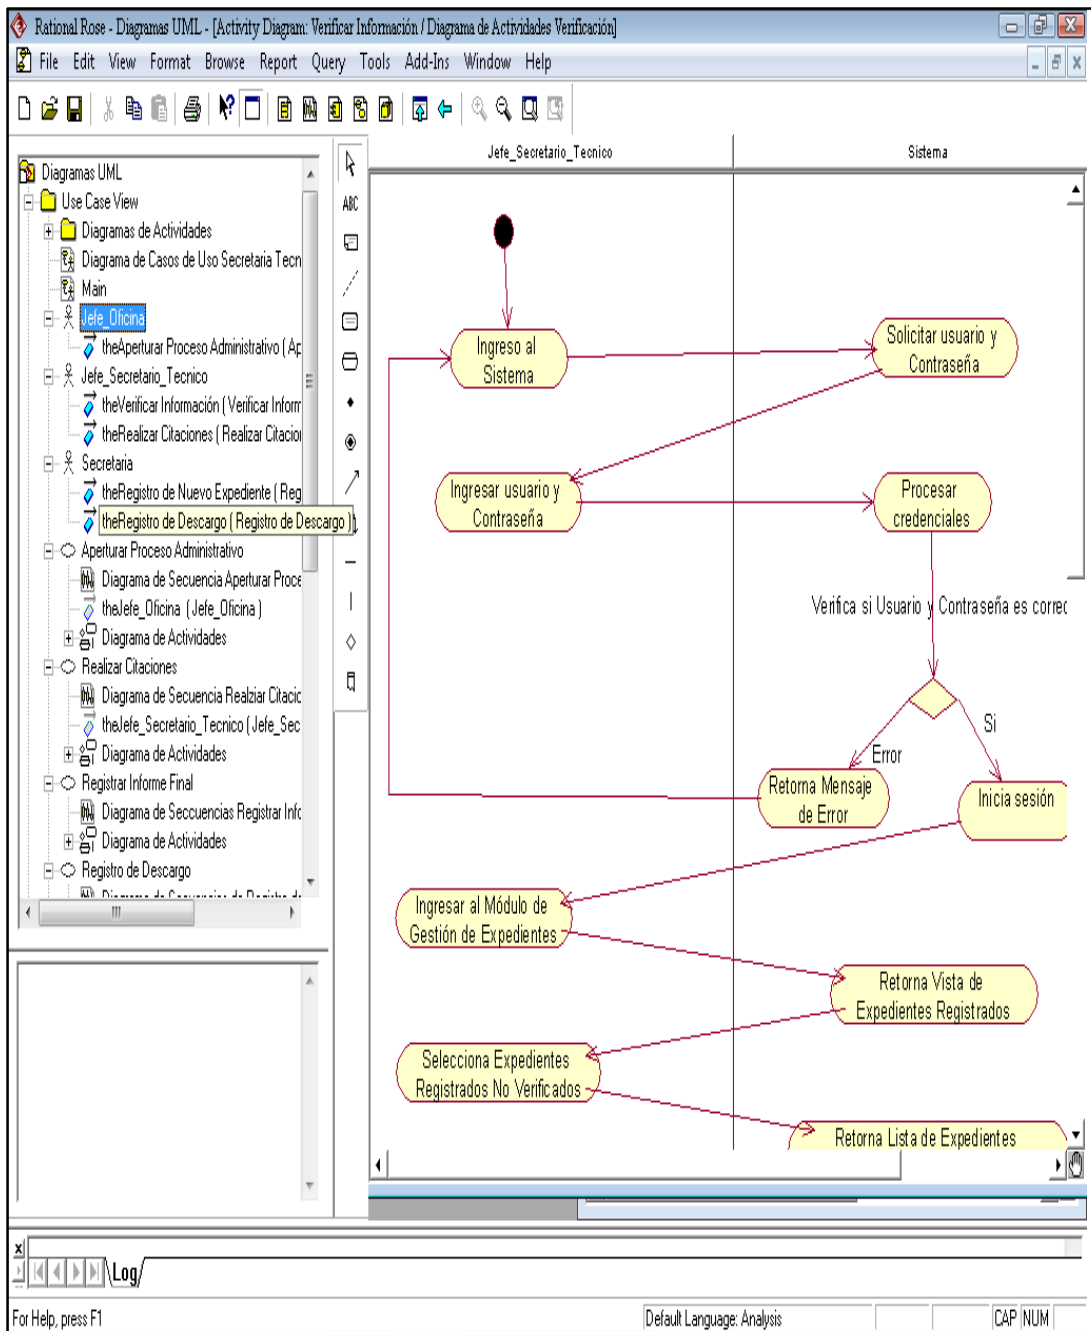 Rational Rose - Diagramas UML - [Activity Diagram: Verificar Información / Diagrama de Actividades Verificación]
File Edit View Format Browse Report Query Tools Add-Ins Window Help
Diagramas UML
Use Case View
Diagramas de Actividades
Diagrama de Casos de Uso Secretaria Tecn
Main
Jefe_Oficina
theAperturar Proceso Administrativo ( Ap
Jefe_Secretario_Tecnico
theVerificar Información ( Verificar Inform
theRealizar Citaciones ( Realizar Citacion
Secretaria
theRegistro de Nuevo Expediente ( Reg
theRegistro de Descargo ( Registro de Descargo )
Aperturar Proceso Administrativo
Diagrama de Secuencia Aperturar Proce
theJefe_Oficina (Jefe_Oficina )
Diagrama de Actividades
Realizar Citaciones
Diagrama de Secuencia Realziar Citacic
theJefe_Secretario_Tecnico (Jefe_Sec
Diagrama de Actividades
Registrar Informe Final
Diagrama de Seccuencias Registrar Infc
Diagrama de Actividades
Registro de Descargo
ABC
Jefe_Secretario_Tecnico
Sistema
Ingreso al
Sistema
Solicitar usuario y
Contraseña
Ingresar usuario y
Contraseña
Procesar
credenciales
Verifica si Usuario y Contraseña es correc
Si
Error
Retorna Mensaje
de Error
Inicia sesión
Ingresar al Módulo de
Gestión de Expedientes
Retorna Vista de
Expedientes Registrados
Selecciona Expedientes
Registrados No Verificados
Retorna Lista de Expedientes
Log
For Help, press F1
Default Language: Analysis
CAP NUM